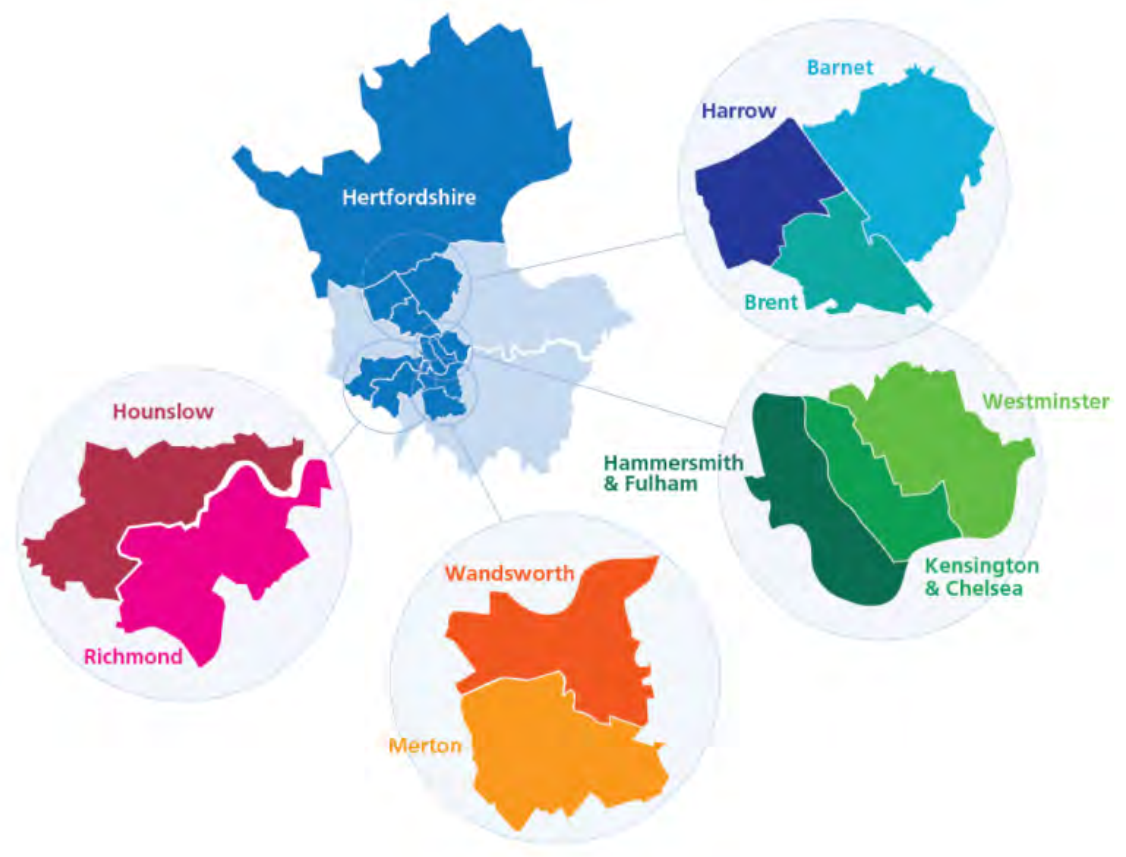 Barnet
Harrow
Hertfordshire
Brent
Hounslow
Westminster
Hammersmith
& Fulham
Kensington
& Chelsea
Wandsworth
Richmond
Merton